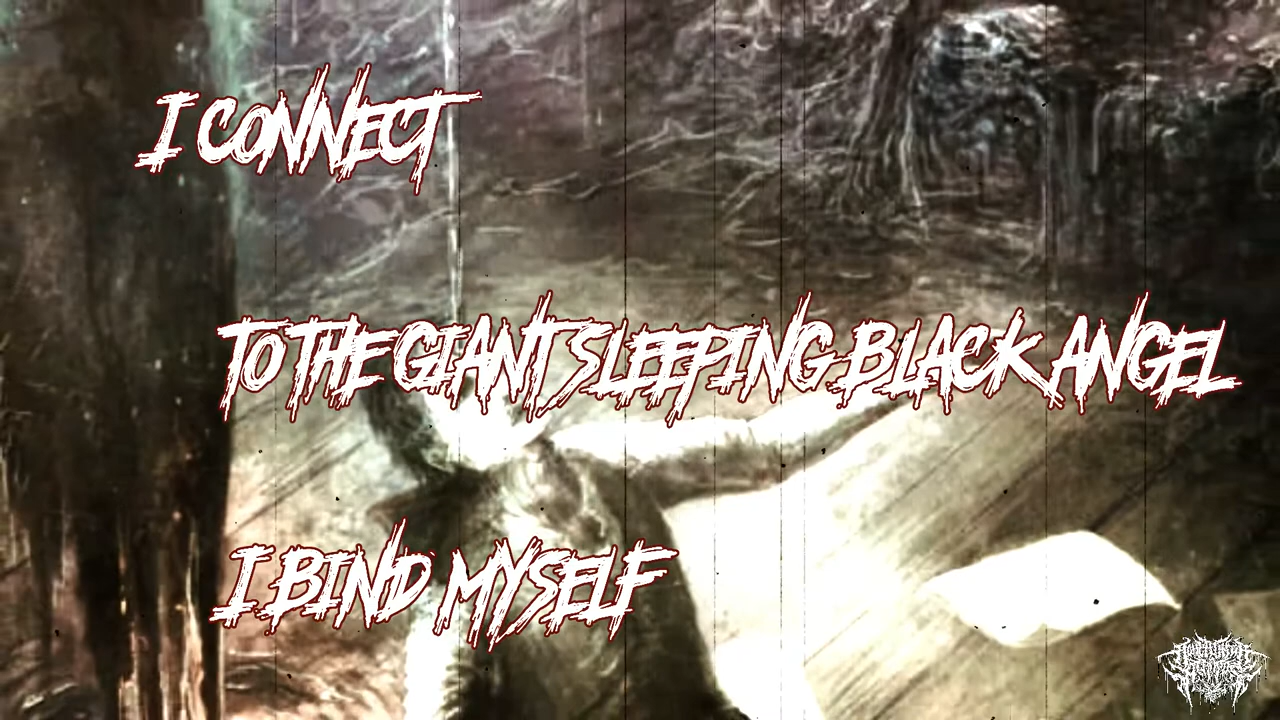 I CONNECT
TO THE GIANT SLEEPING BLACK ANGEL
I BIND MYSELF